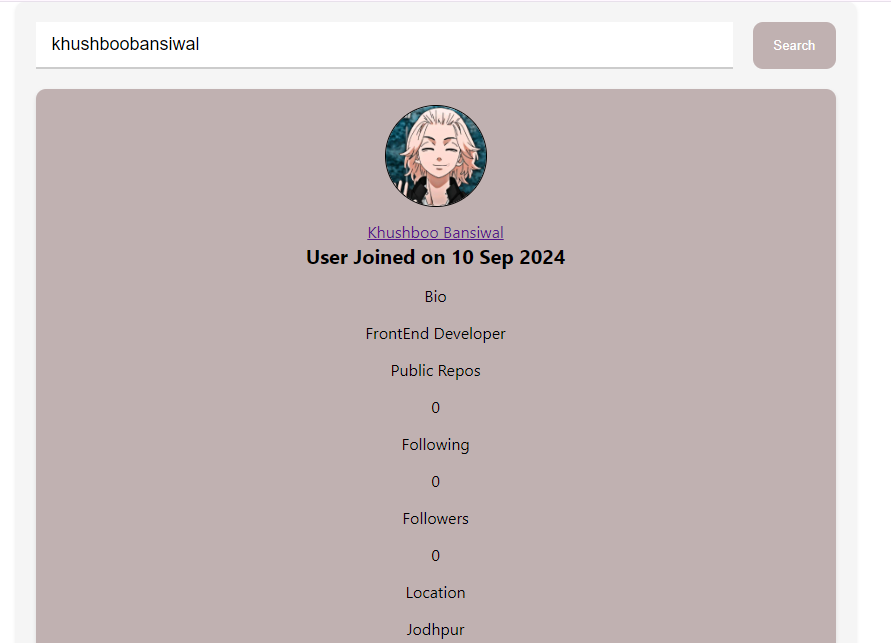 khushboobansiwal
Search
Khushboo Bansiwal
User Joined on 10 Sep 2024
Bio
FrontEnd Developer
Public Repos
0
Following
0
Followers
0
Location
Jodhpur